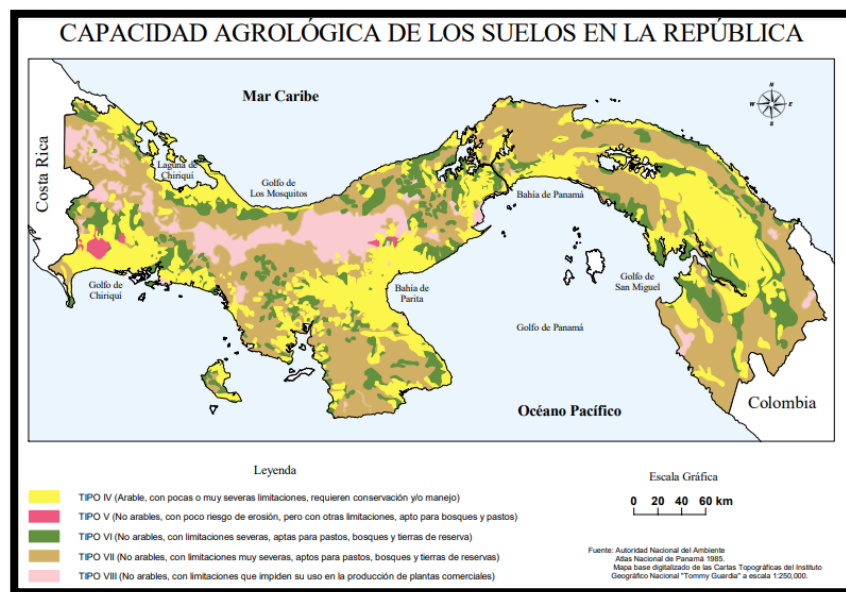 CAPACIDAD AGROLÓGICA DE LOS SUELOS EN LA REPÚBLICA
Mar Caribe
N
W E
S
Costa Rica
Laguna de
Chiriquí
Golfo de
Los Mosquitos
Bahía de Panamá
Golfo de
Chiriquí
Bahía de
Parita
Golfo de
San Miguel
Golfo de Panamá
Océano Pacífico
Colombia
Leyenda
TIPO IV (Arable, con pocas o muy severas limitaciones, requieren conservación y/o manejo)
TIPO V (No arables, con poco riesgo de erosión, pero con otras limitaciones, apto para bosques y pastos)
TIPO VI (No arables, con limitaciones severas, aptas para pastos, bosques y tierras de reserva)
TIPO VII (No arables, con limitaciones muy severas, aptos para pastos, bosques y tierras de reservas)
TIPO VIII (No arables, con limitaciones que impiden su uso en la producción de plantas comerciales)
Escala Gráfica
0 20 40 60 km
Fuente: Autoridad Nacional del Ambiente
Atlas Nacional de Panamá 1985.
Mapa base digitalizado de las Cartas Topográficas del Instituto
Geográfico Nacional "Tommy Guardia" a escala 1:250,000.